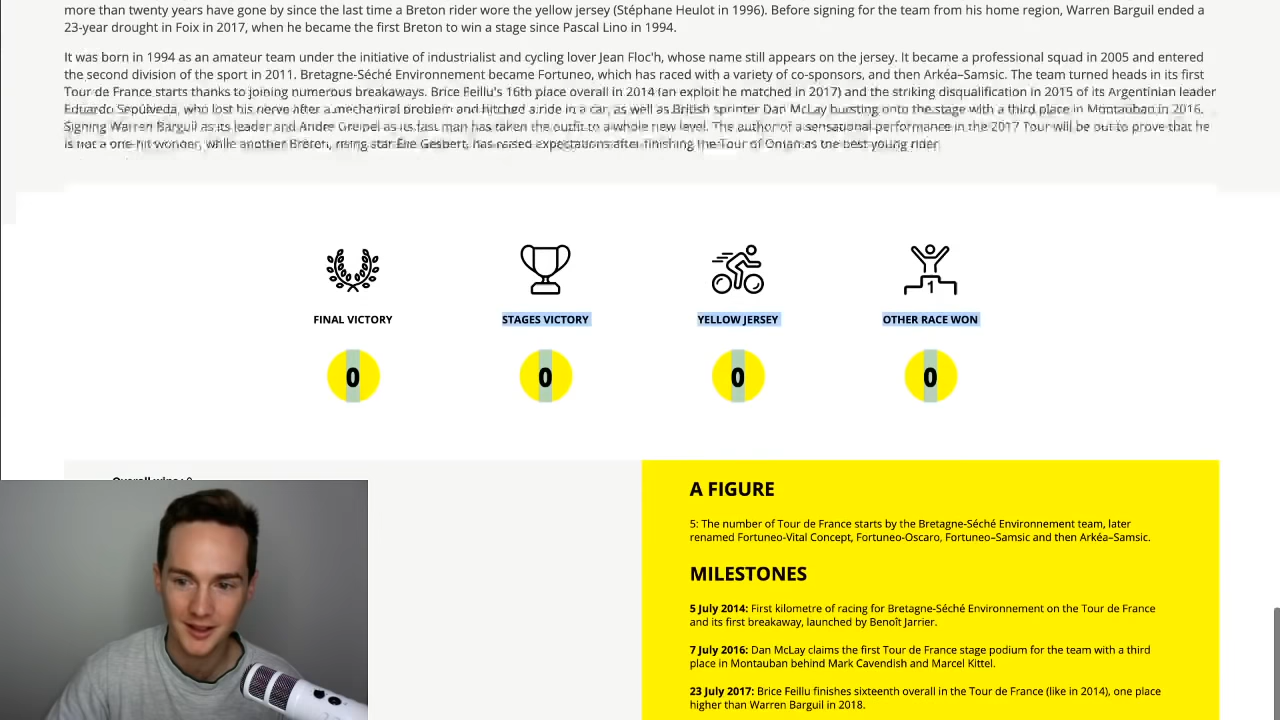 more than twenty years have gone by since the last time a Breton rider wore the yellow jersey (Stéphane Heulot in 1996). Before signing for the team from his home region, Warren Barguil ended a
23-year drought in Foix in 2017, when he became the first Breton to win a stage since Pascal Lino in 1994.
It was born in 1994 as an amateur team under the initiative of industrialist and cycling lover Jean Floc'h, whose name still appears on the jersey. It became a professional squad in 2005 and entered
the second division of the sport in 2011. Bretagne-Séché Environnement became Fortuneo, which has raced with a variety of co-sponsors, and then Arkéa–Samsic. The team turned heads in its first
Tour de France starts thanks to joining numerous breakaways. Brice Feillu's 16th place overall in 2014 (an exploit he matched in 2017) and the striking disqualification in 2015 of its Argentinian leader
Eduardo Sepúlveda, who lost his nerve after a mechanical problem and hitched a ride in a car, as well as British sprinter Dan McLay bursting onto the stage with a third place in Montauban in 2016.
Signing Warren Barguil as its leader and André Greipel as its fast man has taken the outfit to a whole new level. The author of a sensational performance in the 2017 Tour will be out to prove that he
is not a one-hit wonder, while another Breton, rising star Élie Gesbert, has raised expectations after finishing the Tour of Oman as the best young rider.
1
FINAL VICTORY STAGES VICTORY YELLOW JERSEY OTHER RACE WON
0 0 0 0
Overall wins: 0
A FIGURE
5: The number of Tour de France starts by the Bretagne-Séché Environnement team, later
renamed Fortuneo-Vital Concept, Fortuneo-Oscaro, Fortuneo–Samsic and then Arkéa–Samsic.
MILESTONES
5 July 2014: First kilometre of racing for Bretagne-Séché Environnement on the Tour de France
and its first breakaway, launched by Benoît Jarrier.
7 July 2016: Dan McLay claims the first Tour de France stage podium for the team with a third
place in Montauban behind Mark Cavendish and Marcel Kittel.
23 July 2017: Brice Feillu finishes sixteenth overall in the Tour de France (like in 2014), one place
higher than Warren Barguil in 2018.